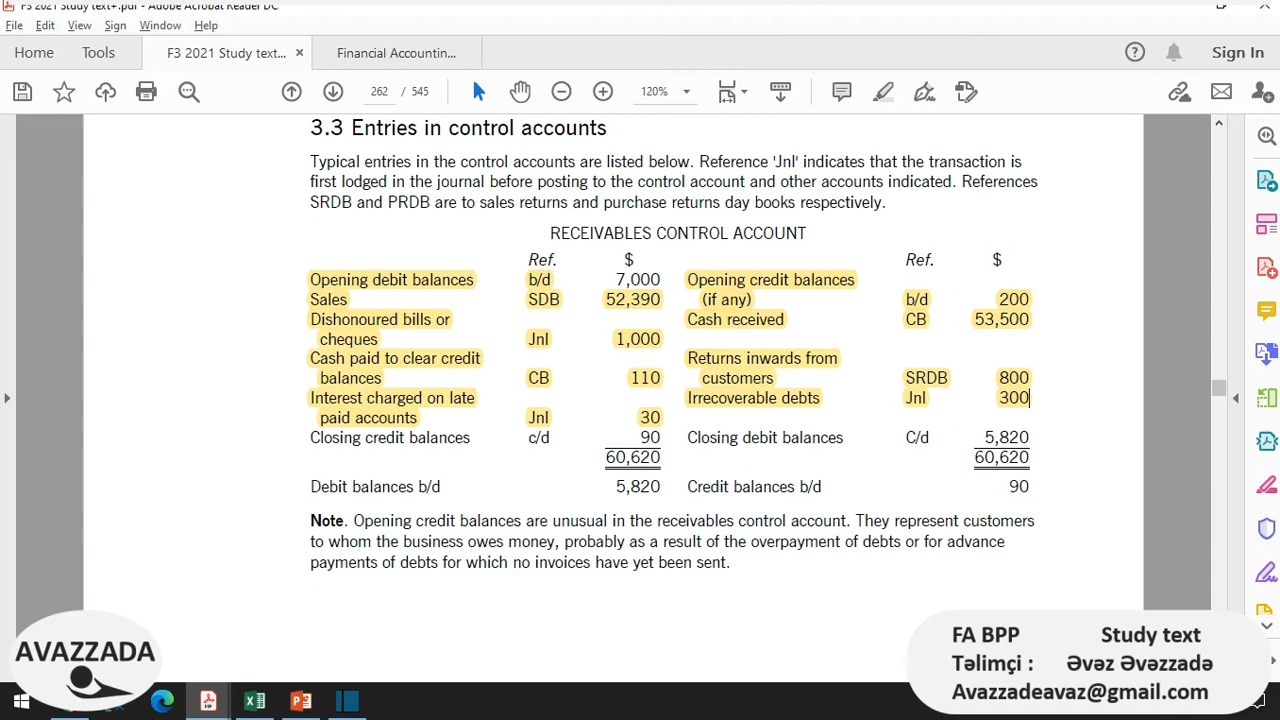 F3 2021 Study text+.pdf - Adobe Acrobat Reader DC
File Edit View Sign Window Help
Home Tools F3 2021 Study text... × Financial Accountin... Sign In
262 / 545 120%
3.3 Entries in control accounts
Typical entries in the control accounts are listed below. Reference 'Jnl' indicates that the transaction is
first lodged in the journal before posting to the control account and other accounts indicated. References
SRDB and PRDB are to sales returns and purchase returns day books respectively.
RECEIVABLES CONTROL ACCOUNT
Ref. $ Ref. $
Opening debit balances b/d 7,000 Opening credit balances
Sales SDB 52,390 (if any) b/d 200
Dishonoured bills or Cash received CB 53,500
cheques Jnl 1,000
Cash paid to clear credit Returns inwards from
balances CB 110 customers SRDB 800
Interest charged on late Irrecoverable debts Jnl 300
paid accounts Jnl 30
Closing credit balances c/d 90 Closing debit balances C/d 5,820
60,620 60,620
Debit balances b/d 5,820 Credit balances b/d 90
Note. Opening credit balances are unusual in the receivables control account. They represent customers
to whom the business owes money, probably as a result of the overpayment of debts or for advance
payments of debts for which no invoices have yet been sent.
AVAZZADA
FA BPP Study text
Təlimçi : Əvəz Əvəzzadə
Avazzadeavaz@gmail.com